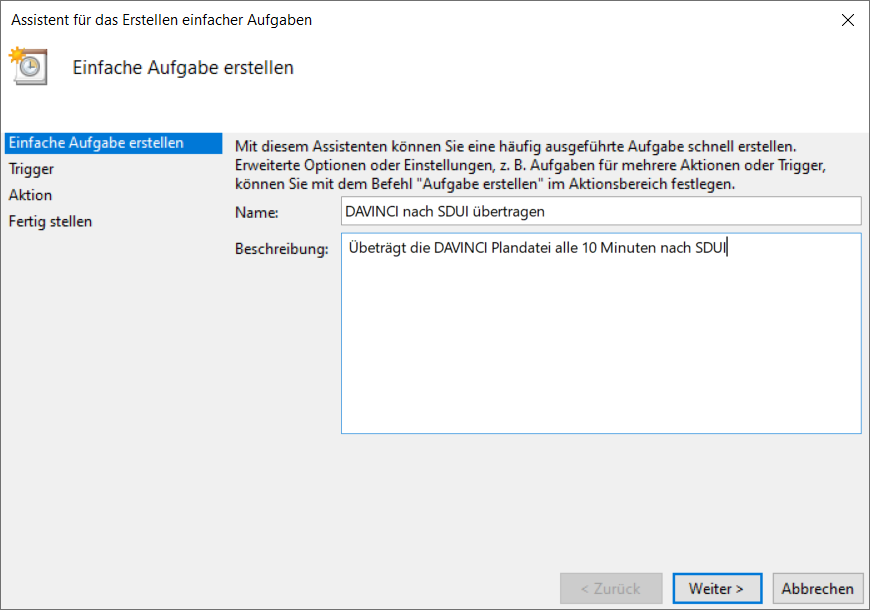 Assistent für das Erstellen einfacher Aufgaben
Einfache Aufgabe erstellen
Einfache Aufgabe erstellen
Trigger
Aktion
Fertig stellen
Mit diesem Assistenten können Sie eine häufig ausgeführte Aufgabe schnell erstellen.
Erweiterte Optionen oder Einstellungen, z. B. Aufgaben für mehrere Aktionen oder Trigger,
können Sie mit dem Befehl "Aufgabe erstellen" im Aktionsbereich festlegen.
Name: DAVINCI nach SDUI übertragen
Beschreibung: Übeträgt die DAVINCI Plandatei alle 10 Minuten nach SDUI
< Zurück Weiter > Abbrechen